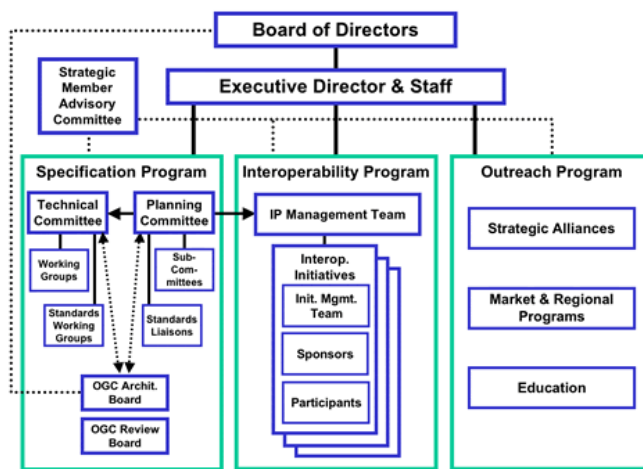 Board of Directors
Strategic
Member
Advisory
Committee
Executive Director & Staff
Specification Program
Technical
Committee
Planning
Committee
Working
Groups
Sub-
Com-
mittees
Standards
Working
Groups
Standards
Liaisons
OGC Archit.
Board
OGC Review
Board
Interoperability Program
IP Management Team
Interop.
Initiatives
Init. Mgmt.
Team
Sponsors
Participants
Outreach Program
Strategic Alliances
Market & Regional
Programs
Education